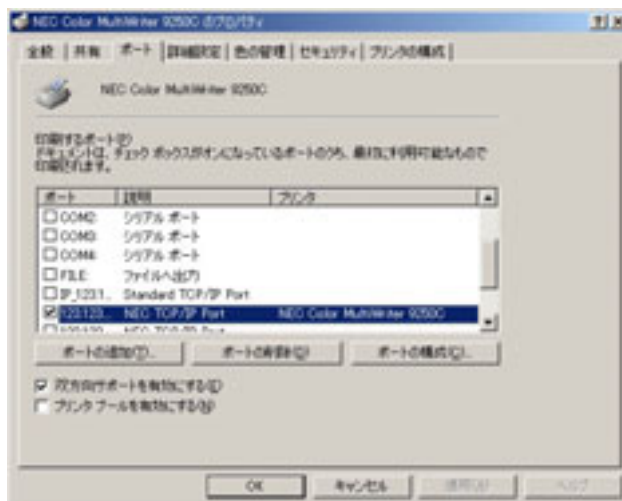 NEC Color MultiWriter 9250C のプロパティ
全般 共有 ポート 詳細設定 色の管理 セキュリティ プリンタの構成
NEC Color MultiWriter 9250C
印刷するポート(P)
ドキュメントは、チェック ボックスがオンになっているポートのうち、最初に利用可能なもので
印刷されます。
ポート 説明 プリンタ
COM2: シリアル ポート
COM3: シリアル ポート
COM4: シリアル ポート
FILE: ファイルへ出力
IP_123.1... Standard TCP/IP Port
123.123... NEC TCP/IP Port NEC Color MultiWriter 9250C
NEC TCP/IP Port
ポートの追加(T)... ポートの削除(D) ポートの構成(C)...
双方向サポートを有効にする(E)
プリンタ プールを有効にする(N)
OK キャンセル 適用(A) ヘルプ